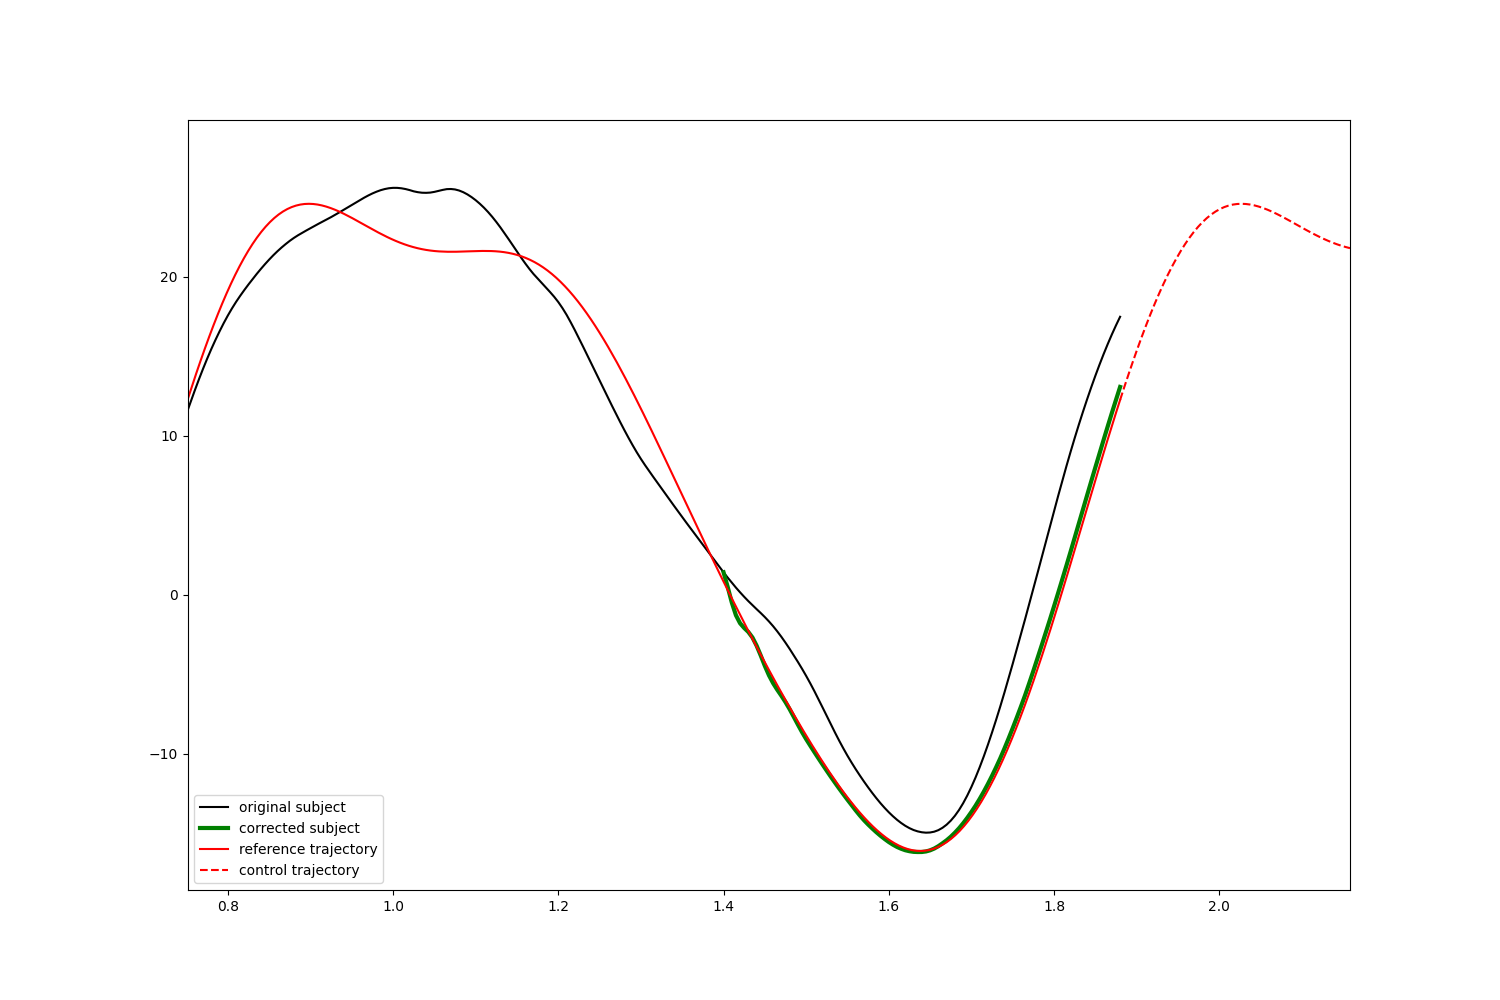 20
10
0
−10
original subject
corrected subject
reference trajectory
control trajectory
0.8 1.0 1.2 1.4 1.6 1.8 2.0